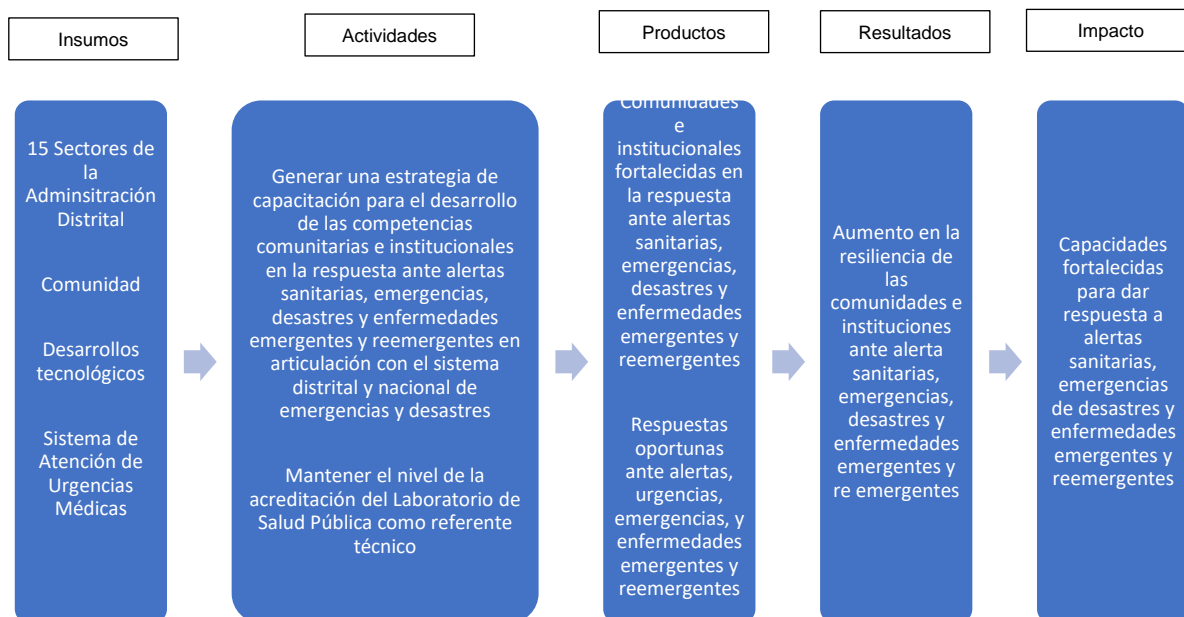 Insumos
Actividades
Productos
Resultados
Impacto
15 Sectores de
la
Adminsitración
Distrital
Comunidad
Desarrollos
tecnológicos
Sistema de
Atención de
Urgencias
Médicas
Generar una estrategia de
capacitación para el desarrollo
de las competencias
comunitarias e institucionales
en la respuesta ante alertas
sanitarias, emergencias,
desastres y enfermedades
emergentes y reemergentes en
articulación con el sistema
distrital y nacional de
emergencias y desastres
Mantener el nivel de la
acreditación del Laboratorio de
Salud Pública como referente
técnico
Comunidades
e
institucionales
fortalecidas en
la respuesta
ante alertas
sanitarias,
emergencias,
desastres y
enfermedades
emergentes y
reemergentes
Respuestas
oportunas
ante alertas,
urgencias,
emergencias, y
enfermedades
emergentes y
reemergentes
Aumento en la
resiliencia de
las
comunidades e
instituciones
ante alerta
sanitarias,
emergencias,
desastres y
enfermedades
emergentes y
re emergentes
Capacidades
fortalecidas
para dar
respuesta a
alertas
sanitarias,
emergencias
de desastres y
enfermedades
emergentes y
reemergentes